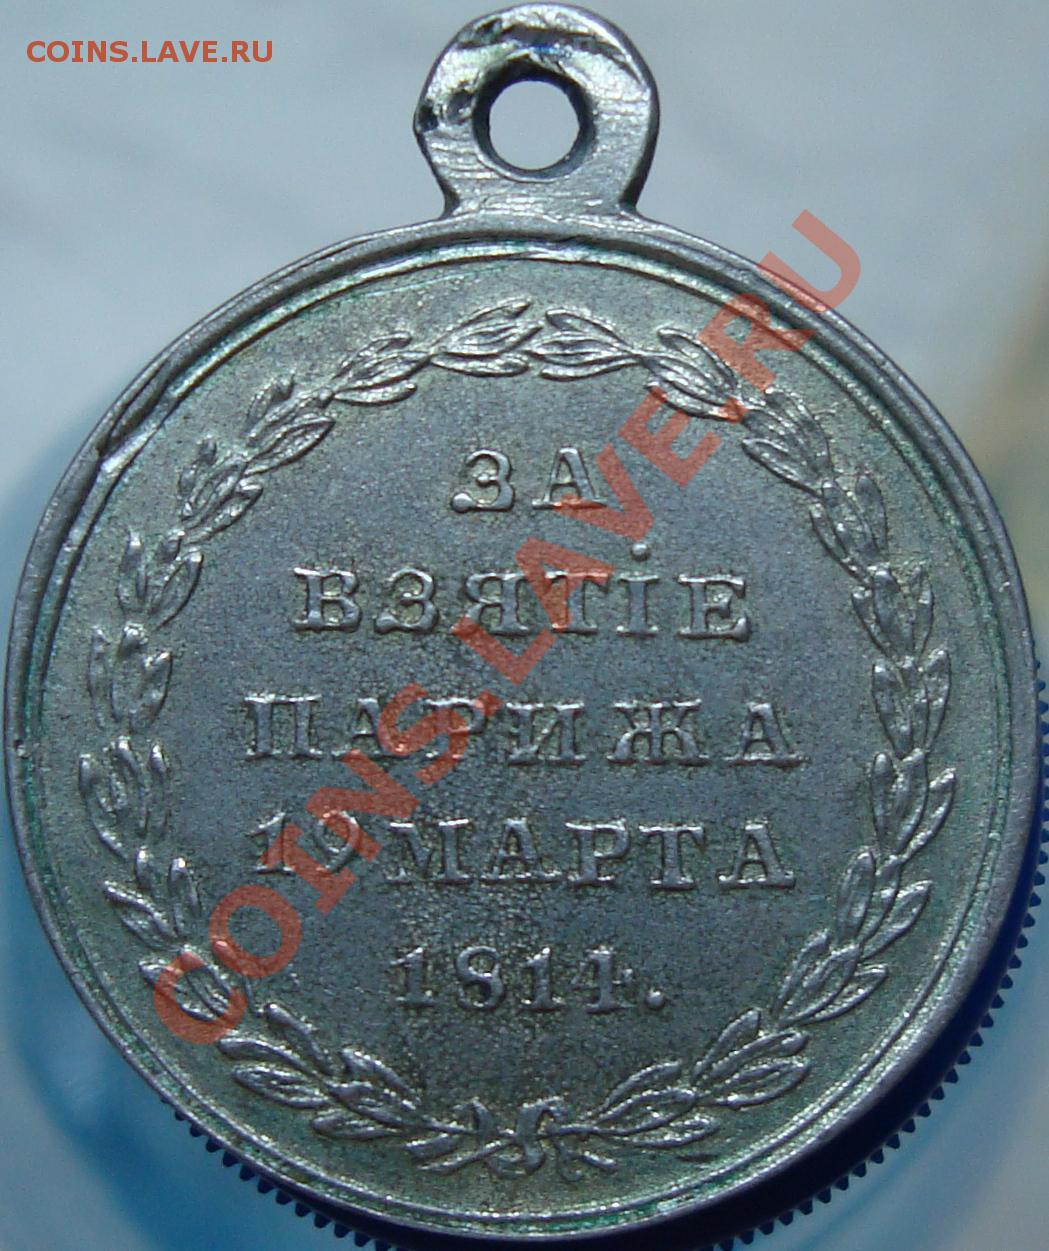 COINS.LAVE.RU
ЗА
ВЗЯТІЕ
ПАРИЖА
19 МАРТА
1814.
COINS.LAVE.RU